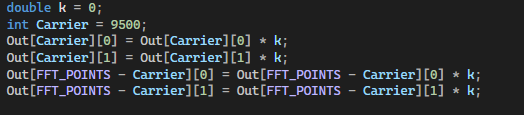 double k = 0;
int Carrier = 9500;
Out[Carrier][0] = Out[Carrier][0] * k;
Out[Carrier][1] = Out[Carrier][1] * k;
Out[FFT_POINTS - Carrier][0] = Out[FFT_POINTS - Carrier][0] * k;
Out[FFT_POINTS - Carrier][1] = Out[FFT_POINTS - Carrier][1] * k;